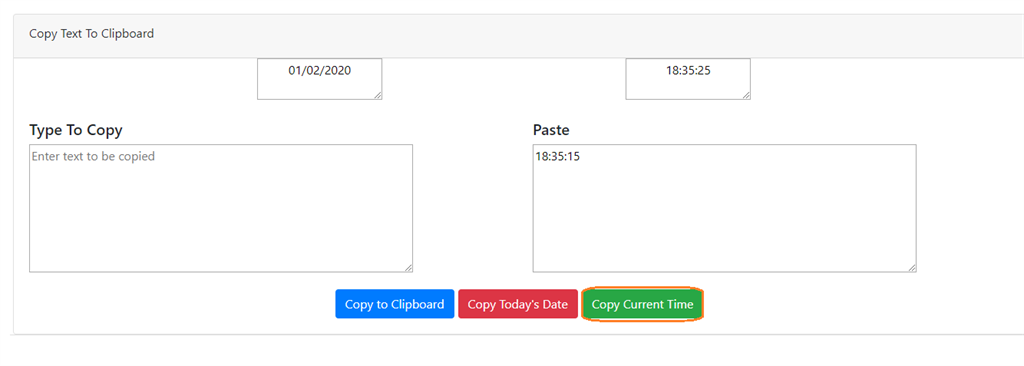 Copy Text To Clipboard
01/02/2020
18:35:25
Type To Copy
Paste
Enter text to be copied
18:35:15
Copy to Clipboard
Copy Today's Date
Copy Current Time